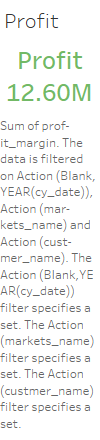 Profit
Profit
12.60M
Sum of prof-
it_margin. The
data is filtered
on Action (Blank,
YEAR(cy_date)),
Action (mar-
kets_name) and
Action (cust-
mer_name). The
Action (Blank,YE
AR(cy_date))
filter specifies a
set. The Action
(markets_name)
filter specifies a
set. The Action
(custmer_name)
filter specifies a
set.